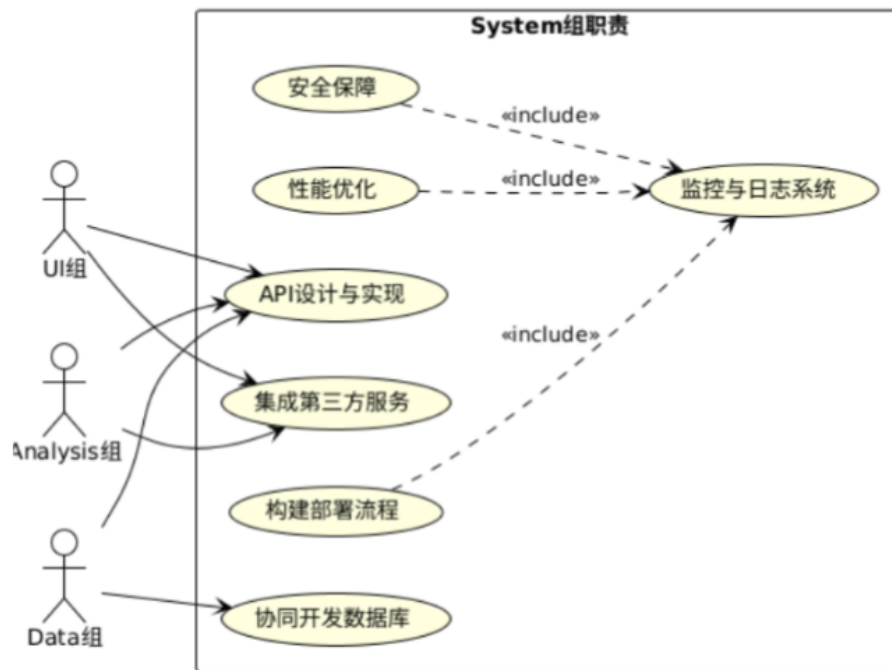 System组职责
安全保障
«include»
性能优化
«include»
监控与日志系统
UI组
API设计与实现
«include»
Analysis组
集成第三方服务
构建部署流程
Data组
协同开发数据库